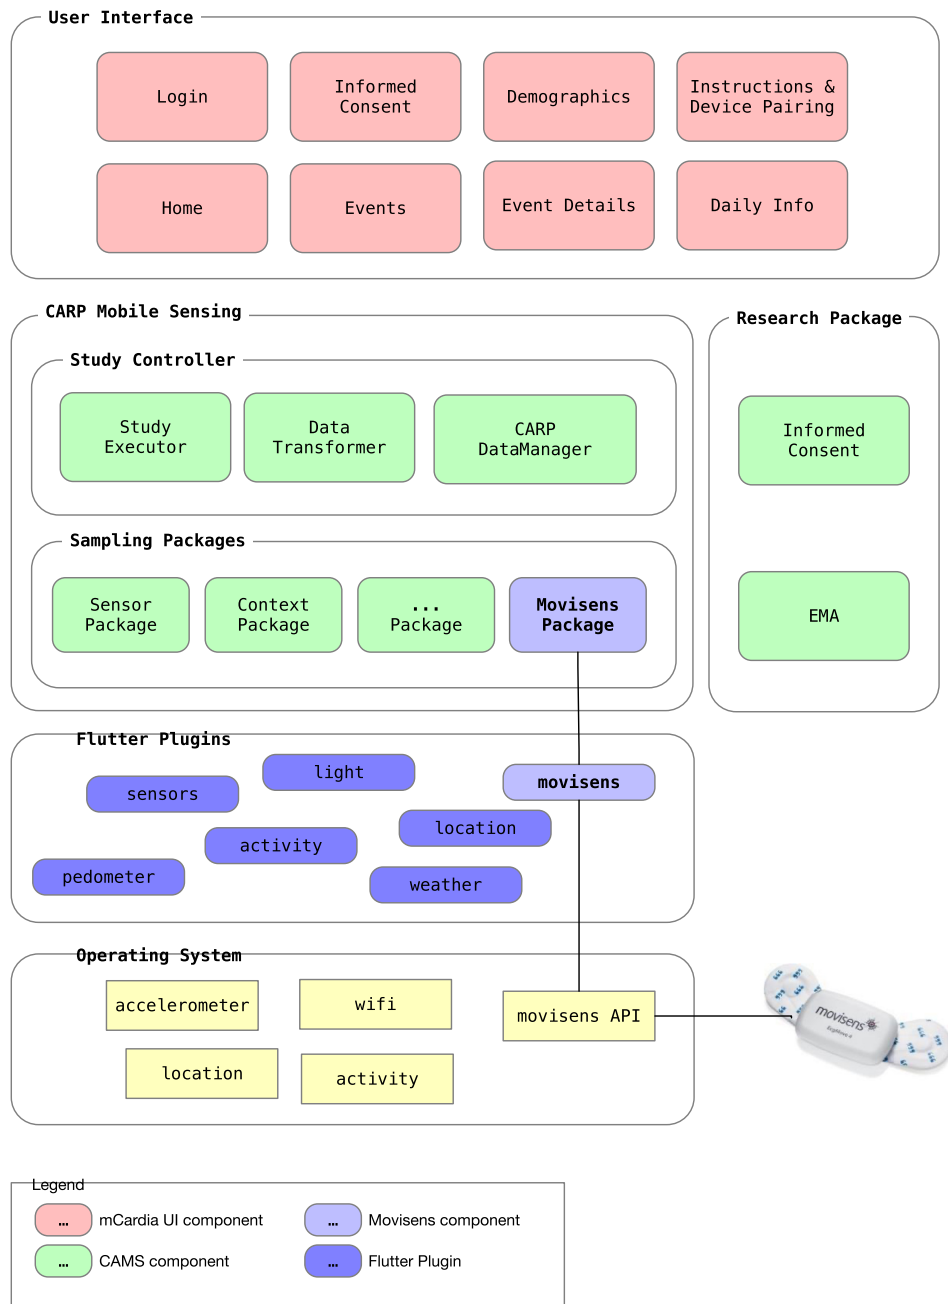 User Interface
Login
Informed
Consent
Demographics
Instructions &
Device Pairing
Home
Events
Event Details
Daily Info
CARP Mobile Sensing
Study Controller
Study
Executor
Data
Transformer
CARP
DataManager
Sampling Packages
Sensor
Package
Context
Package
...
Package
Movisens
Package
Research Package
Informed
Consent
EMA
Flutter Plugins
light
sensors
movisens
location
activity
pedometer
weather
Operating System
accelerometer
wifi
movisens API
location
activity
movisens
EcgMove 4
Legend
... mCardia UI component
... Movisens component
... CAMS component
... Flutter Plugin